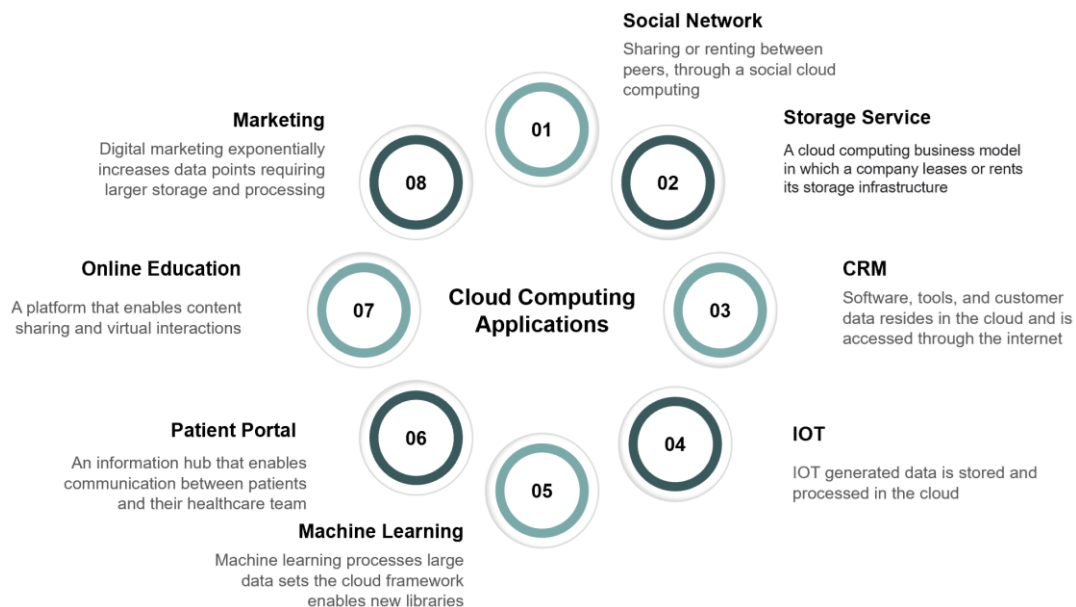 Cloud Computing
Applications
01
Social Network
Sharing or renting between
peers, through a social cloud
computing
02
Storage Service
A cloud computing business model
in which a company leases or rents
its storage infrastructure
03
CRM
Software, tools, and customer
data resides in the cloud and is
accessed through the internet
04
IOT
IOT generated data is stored and
processed in the cloud
05
Machine Learning
Machine learning processes large
data sets the cloud framework
enables new libraries
06
Patient Portal
An information hub that enables
communication between patients
and their healthcare team
07
Online Education
A platform that enables content
sharing and virtual interactions
08
Marketing
Digital marketing exponentially
increases data points requiring
larger storage and processing